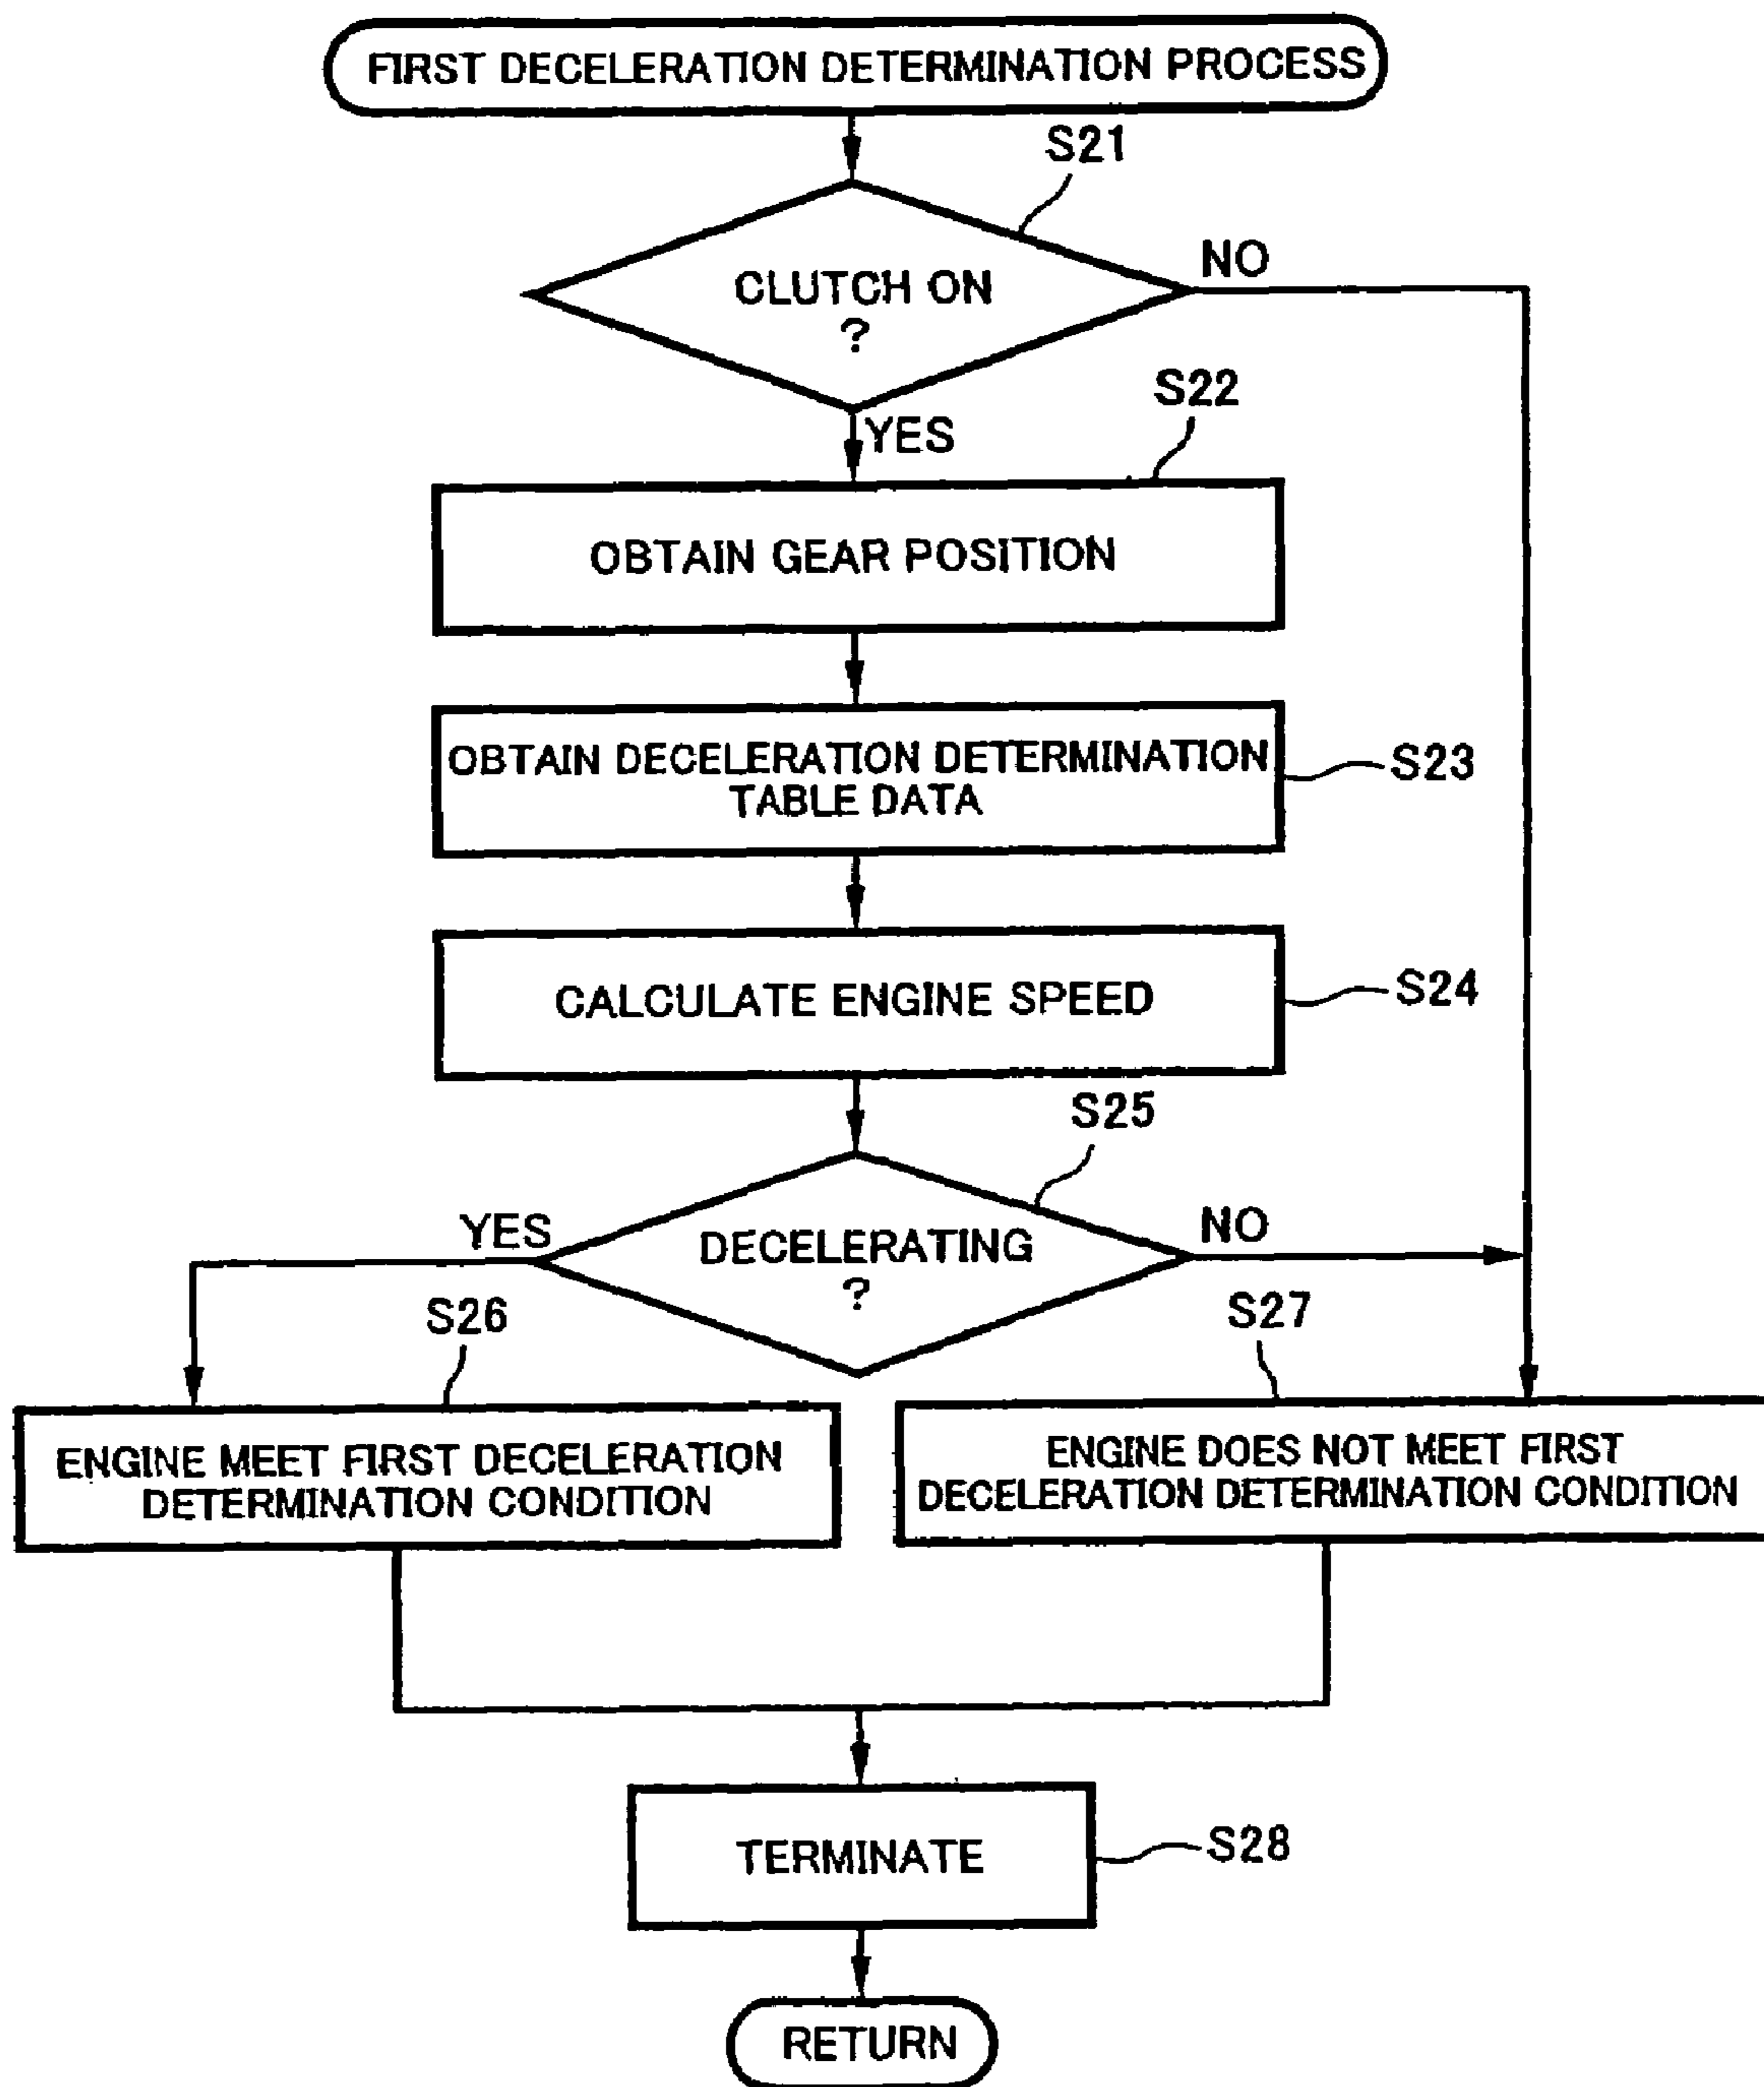 FIRST DECELERATION DETERMINATION PROCESS
S21
CLUTCH ON
?
NO
YES
S22
OBTAIN GEAR POSITION
OBTAIN DECELERATION DETERMINATION
TABLE DATA
S23
CALCULATE ENGINE SPEED
S24
S25
DECELERATING
?
YES
NO
S26
S27
ENGINE MEET FIRST DECELERATION
DETERMINATION CONDITION
ENGINE DOES NOT MEET FIRST
DECELERATION DETERMINATION CONDITION
TERMINATE
S28
RETURN